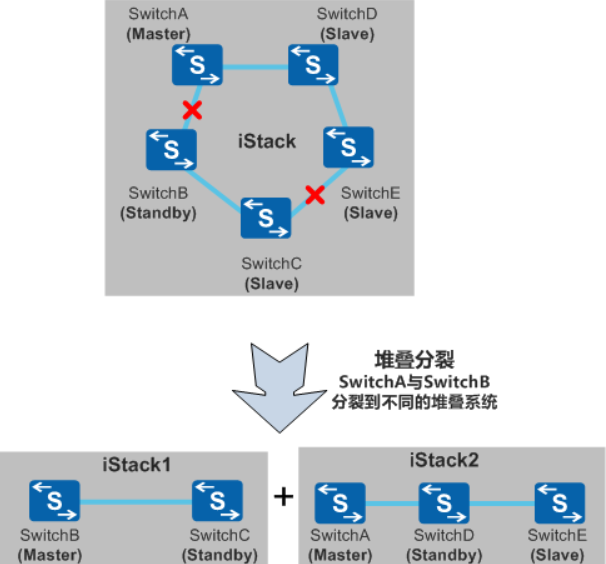 SwitchA
(Master)
SwitchD
(Slave)
S
S
iStack
S
S
SwitchB
(Standby)
SwitchE
(Slave)
S
SwitchC
(Slave)
堆叠分裂
SwitchA与SwitchB
分裂到不同的堆叠系统
iStack1
S
S
SwitchB
(Master)
SwitchC
(Standby)
+
iStack2
S
S
S
SwitchA
(Master)
SwitchD
(Standby)
SwitchE
(Slave)